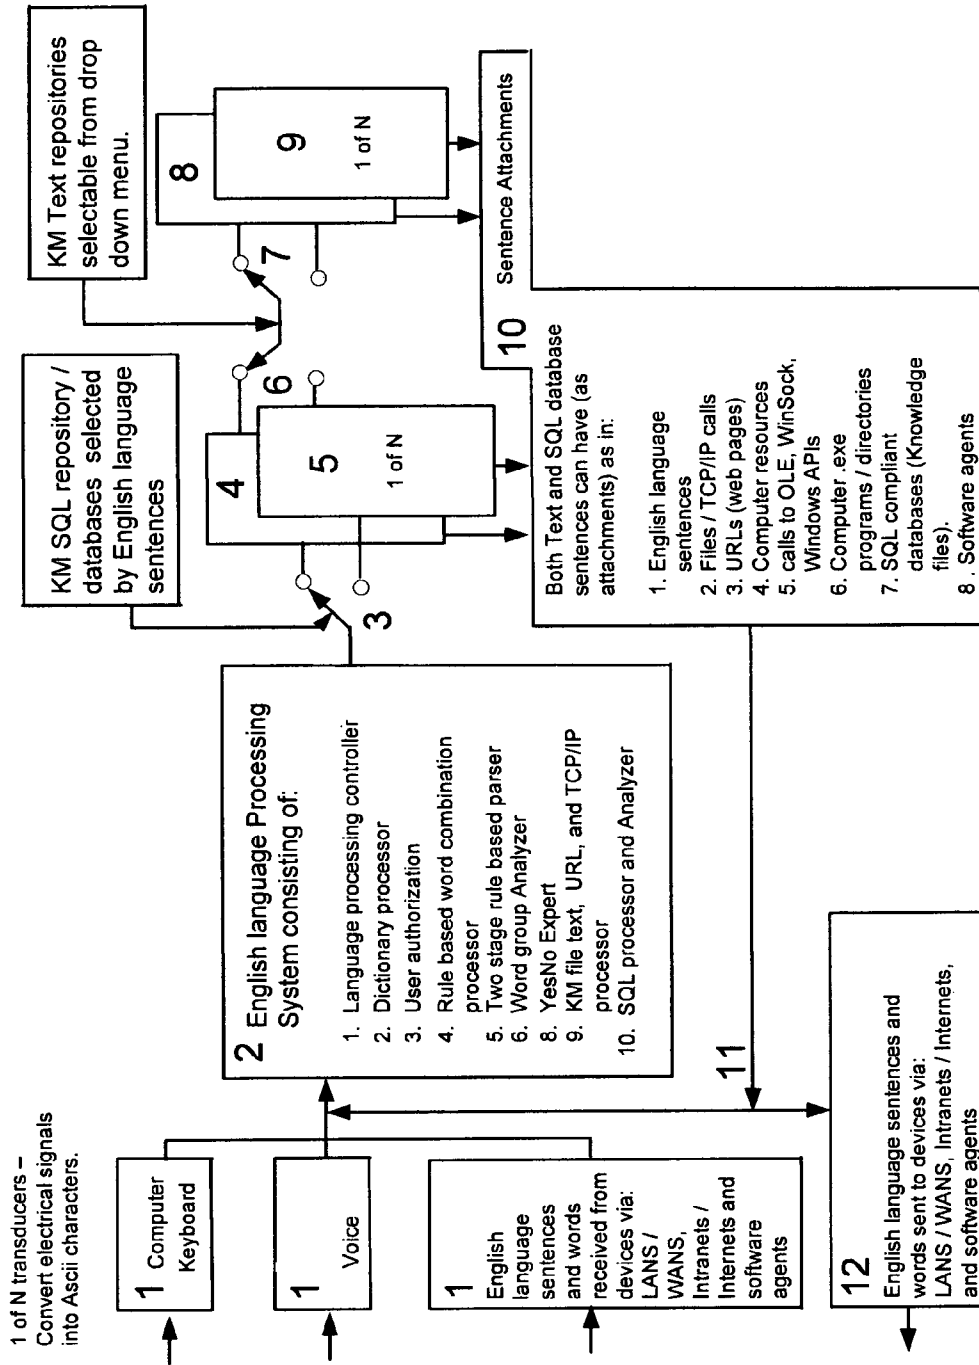 1 of N transducers –
Convert electrical signals
into Ascii characters.
1 Computer
Keyboard
1 Voice
1
English
language
sentences
and words
received from
devices via:
LANS /
WANS,
Intranets /
Internets and
software
agents
2 English language Processing
System consisting of:
1. Language processing controller
2. Dictionary processor
3. User authorization
4. Rule based word combination
processor
5. Two stage rule based parser
6. Word group Analyzer
8. YesNo Expert
9. KM file text, URL, and TCP/IP
processor
10. SQL processor and Analyzer
11
12
English language sentences and
words sent to devices via:
LANS / WANS, Intranets / Internets,
and software agents
KM SQL repository /
databases selected
by English language
sentences
3
4
5
1 of N
6
KM Text repositories
selectable from drop
down menu.
7
8
9
1 of N
10
Sentence Attachments
Both Text and SQL database
sentences can have (as
attachments) as in:
1. English language
sentences
2. Files / TCP/IP calls
3. URLs (web pages)
4. Computer resources
5. calls to OLE, WinSock,
Windows APIs
6. Computer .exe
programs / directories
7. SQL compliant
databases (Knowledge
files).
8 . Software agents